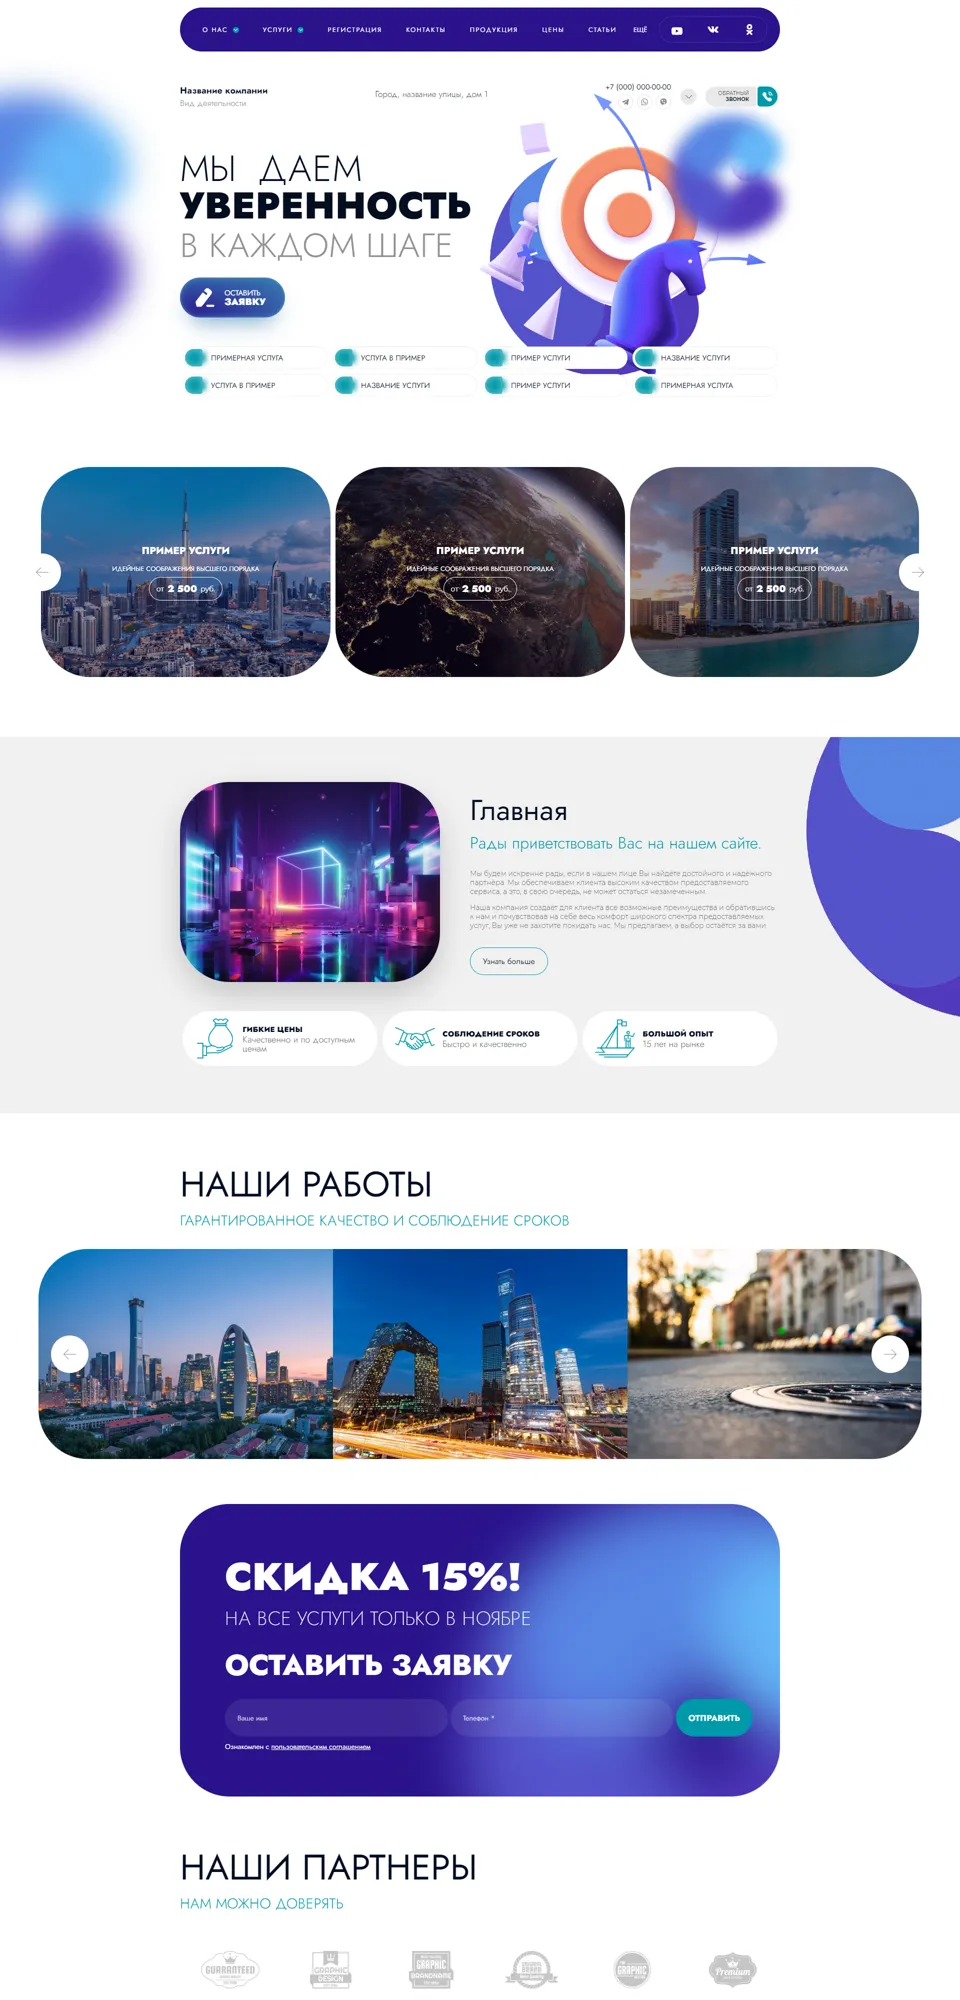 О НАС
УСЛУГИ
РЕГИСТРАЦИЯ
КОНТАКТЫ
ПРОДУКЦИЯ
ЦЕНЫ
СТАТЬИ
ЕЩЁ
Название компании
Вид деятельности
Город, название улицы, дом 1
+7 (000) 000-00-00
ОБРАТНЫЙ
ЗВОНОК
МЫ ДАЕМ
УВЕРЕННОСТЬ
В КАЖДОМ ШАГЕ
ОСТАВИТЬ
ЗАЯВКУ
ПРИМЕРНАЯ УСЛУГА
УСЛУГА В ПРИМЕР
ПРИМЕР УСЛУГИ
НАЗВАНИЕ УСЛУГИ
УСЛУГА В ПРИМЕР
НАЗВАНИЕ УСЛУГИ
ПРИМЕР УСЛУГИ
ПРИМЕРНАЯ УСЛУГА
ПРИМЕР УСЛУГИ
ИДЕЙНЫЕ СООБРАЖЕНИЯ ВЫСШЕГО ПОРЯДКА
от 2 500 руб.
ПРИМЕР УСЛУГИ
ИДЕЙНЫЕ СООБРАЖЕНИЯ ВЫСШЕГО ПОРЯДКА
от 2 500 руб.
ПРИМЕР УСЛУГИ
ИДЕЙНЫЕ СООБРАЖЕНИЯ ВЫСШЕГО ПОРЯДКА
от 2 500 руб.
Главная
Рады приветствовать Вас на нашем сайте.
Мы будем искренне рады, если в нашем лице Вы найдёте достойного и надежного
партнёра. Мы обеспечиваем клиента высоким качеством предоставляемого
сервиса, а это, в свою очередь, не может остаться незамеченным.
Наша компания создаёт для клиента все возможные преимущества и обратившись
к нам и почувствовав на себе весь комфорт широкого спектра предоставляемых
услуг, Вы уже не захотите покидать нас. Мы предлагаем, а выбор остаётся за вами.
Узнать больше
ГИБКИЕ ЦЕНЫ
Качественно и по доступным
ценам
СОБЛЮДЕНИЕ СРОКОВ
Быстро и качественно
БОЛЬШОЙ ОПЫТ
15 лет на рынке
НАШИ РАБОТЫ
ГАРАНТИРОВАННОЕ КАЧЕСТВО И СОБЛЮДЕНИЕ СРОКОВ
СКИДКА 15%!
НА ВСЕ УСЛУГИ ТОЛЬКО В НОЯБРЕ
ОСТАВИТЬ ЗАЯВКУ
Ваше имя
Телефон *
ОТПРАВИТЬ
Ознакомлен с пользовательским соглашением
НАШИ ПАРТНЕРЫ
НАМ МОЖНО ДОВЕРЯТЬ
GUARANTEED
GRAPHIC
DESIGN
GRAPHIC
BRANDNAME
GRAPHIC
Premium